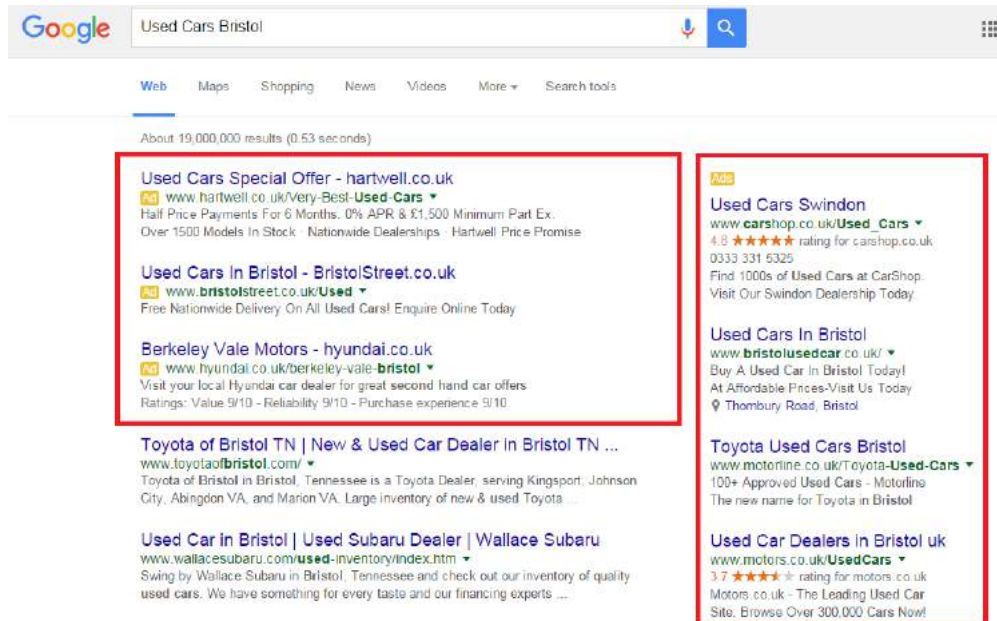 Google
Used Cars Bristol
Web Maps Shopping News Videos More Search tools
About 19,000,000 results (0.53 seconds)
Used Cars Special Offer - hartwell.co.uk
Ad www.hartwell.co.uk/Very-Best-Used-Cars
Half Price Payments For 6 Months. 0% APR & £1,500 Minimum Part Ex.
Over 1500 Models In Stock · Nationwide Dealerships · Hartwell Price Promise
Used Cars In Bristol - BristolStreet.co.uk
Ad www.bristolstreet.co.uk/Used
Free Nationwide Delivery On All Used Cars! Enquire Online Today
Berkeley Vale Motors - hyundai.co.uk
Ad www.hyundai.co.uk/berkeley-vale-bristol
Visit your local Hyundai car dealer for great second hand car offers
Ratings: Value 9/10 - Reliability 9/10 - Purchase experience 9/10
Toyota of Bristol TN | New & Used Car Dealer in Bristol TN ...
www.toyotaofbristol.com/
Toyota of Bristol in Bristol, Tennessee is a Toyota Dealer, serving Kingsport, Johnson
City, Abingdon VA, and Marion VA. Large inventory of new & used Toyota ...
Used Car in Bristol | Used Subaru Dealer | Wallace Subaru
www.wallacesubaru.com/used-inventory/index.htm
Swing by Wallace Subaru in Bristol, Tennessee and check out our inventory of quality
used cars. We have something for every taste and our financing experts ...
Ads
Used Cars Swindon
www.carshop.co.uk/Used_Cars
4.8 ★★★★★ rating for carshop.co.uk
0333 331 5325
Find 1000s of Used Cars at CarShop.
Visit Our Swindon Dealership Today.
Used Cars In Bristol
www.bristolusedcar.co.uk/
Buy A Used Car In Bristol Today!
At Affordable Prices-Visit Us Today
Thornbury Road, Bristol
Toyota Used Cars Bristol
www.motorline.co.uk/Toyota-Used-Cars
100+ Approved Used Cars - Motorline
The new name for Toyota in Bristol
Used Car Dealers in Bristol uk
www.motors.co.uk/UsedCars
3.7 ★★★★★ rating for motors.co.uk
Motors.co.uk - The Leading Used Car
Site. Browse Over 300,000 Cars Now!